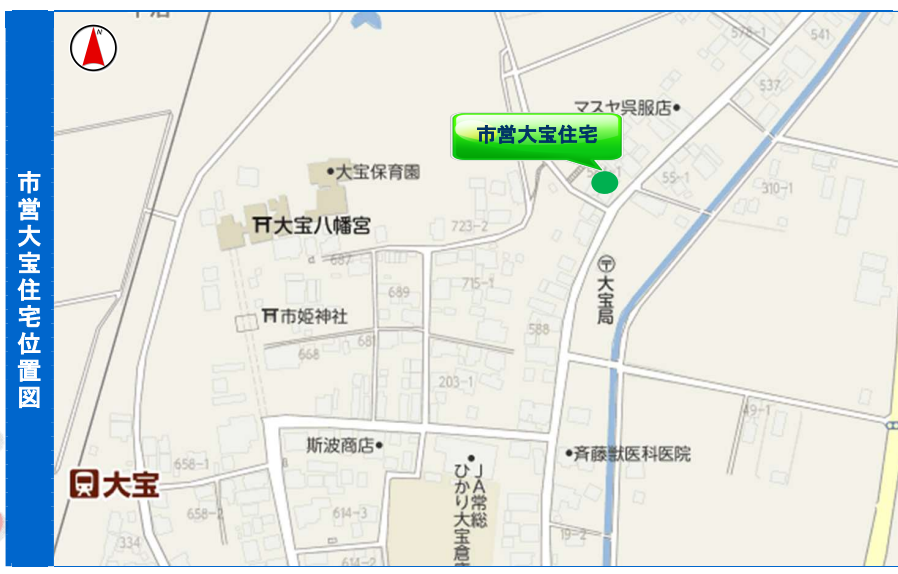 市営大宝住宅位置図
N
578-1
541
537
マスヤ呉服店
市営大宝住宅
55-1
310-1
大宝保育園
大宝八幡宮
723-2
687
大宝局
715-1
689
市姫神社
588
681
668
203-1
49-1
斯波商店
斉藤獣医科医院
658-1
大宝
JA常総
ひかり大宝倉庫
658-2
614-3
334
19-2
614-2